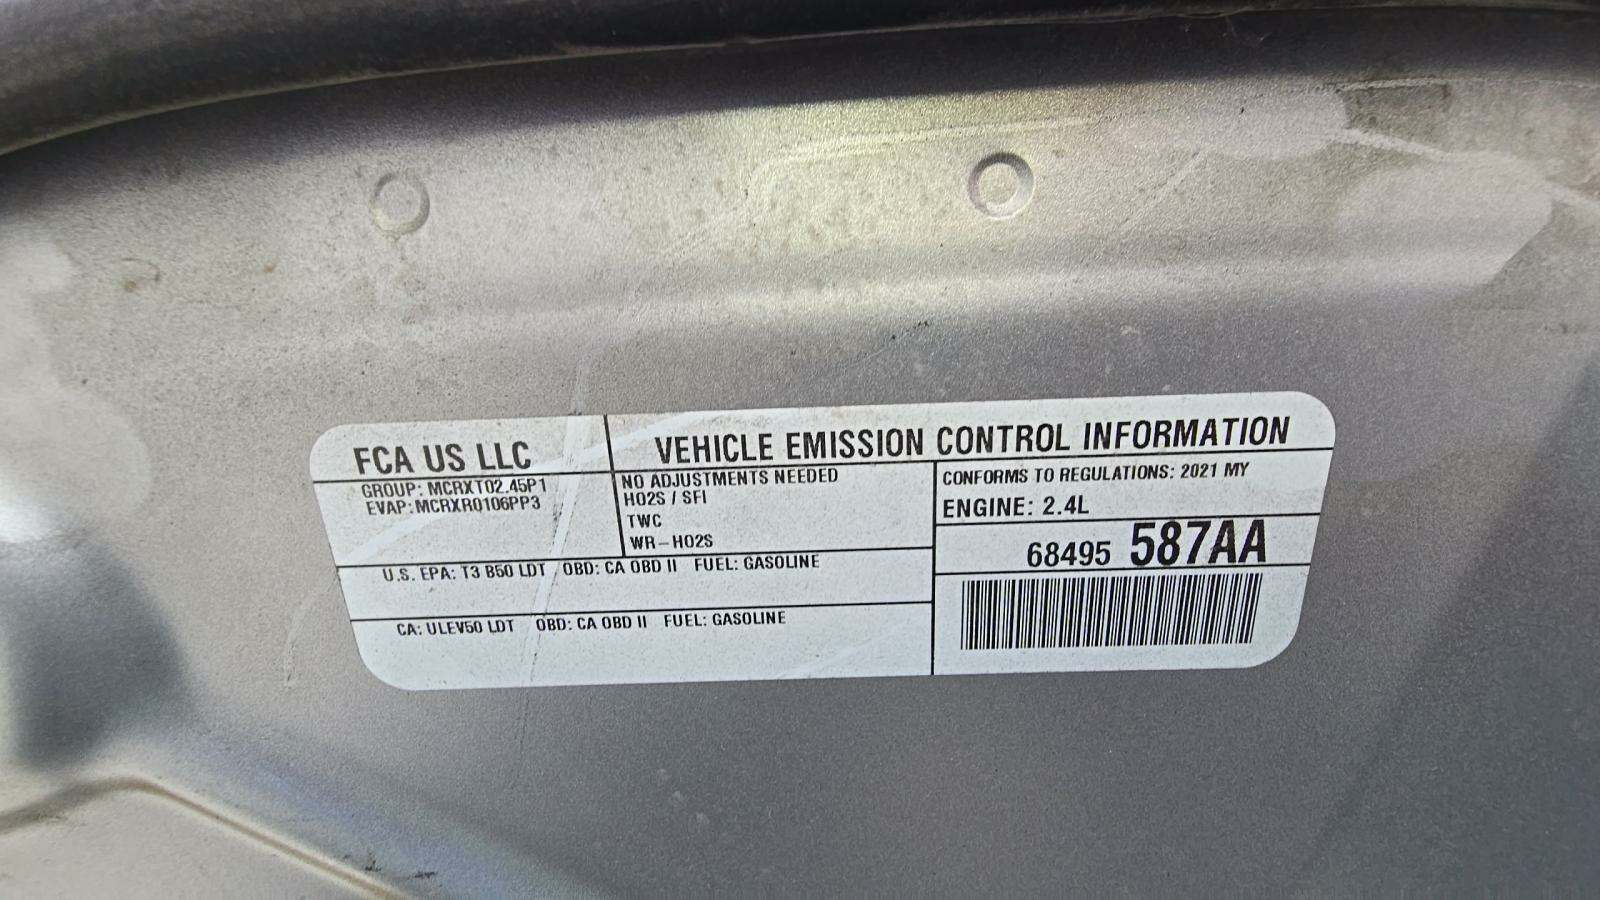 FCA US LLC
VEHICLE EMISSION CONTROL INFORMATION
GROUP: MCRXT02.45P1
EVAP: MCRXR0106PP3
NO ADJUSTMENTS NEEDED
HO2S / SFI
TWC
WR-HO2S
CONFORMS TO REGULATIONS: 2021 MY
ENGINE: 2.4L
68495 587AA
U.S. EPA: T3 B50 LDT OBD: CA OBD II FUEL: GASOLINE
CA: ULEV50 LDT OBD: CA OBD II FUEL: GASOLINE